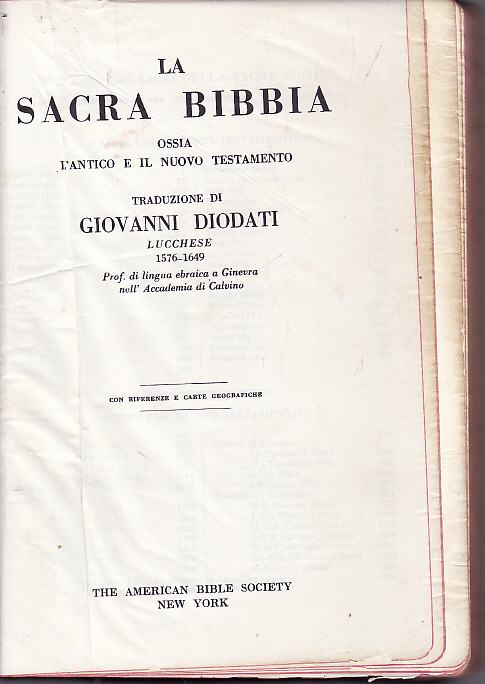 LA
SACRA BIBBIA
OSSIA
L'ANTICO E IL NUOVO TESTAMENTO
TRADUZIONE DI
GIOVANNI DIODATI
LUCCHESE
1576-1649
Prof. di lingua ebraica a Ginevra
nell' Accademia di Calvino
CON RIFERENZE E CARTE GEOGRAFICHE
THE AMERICAN BIBLE SOCIETY
NEW YORK